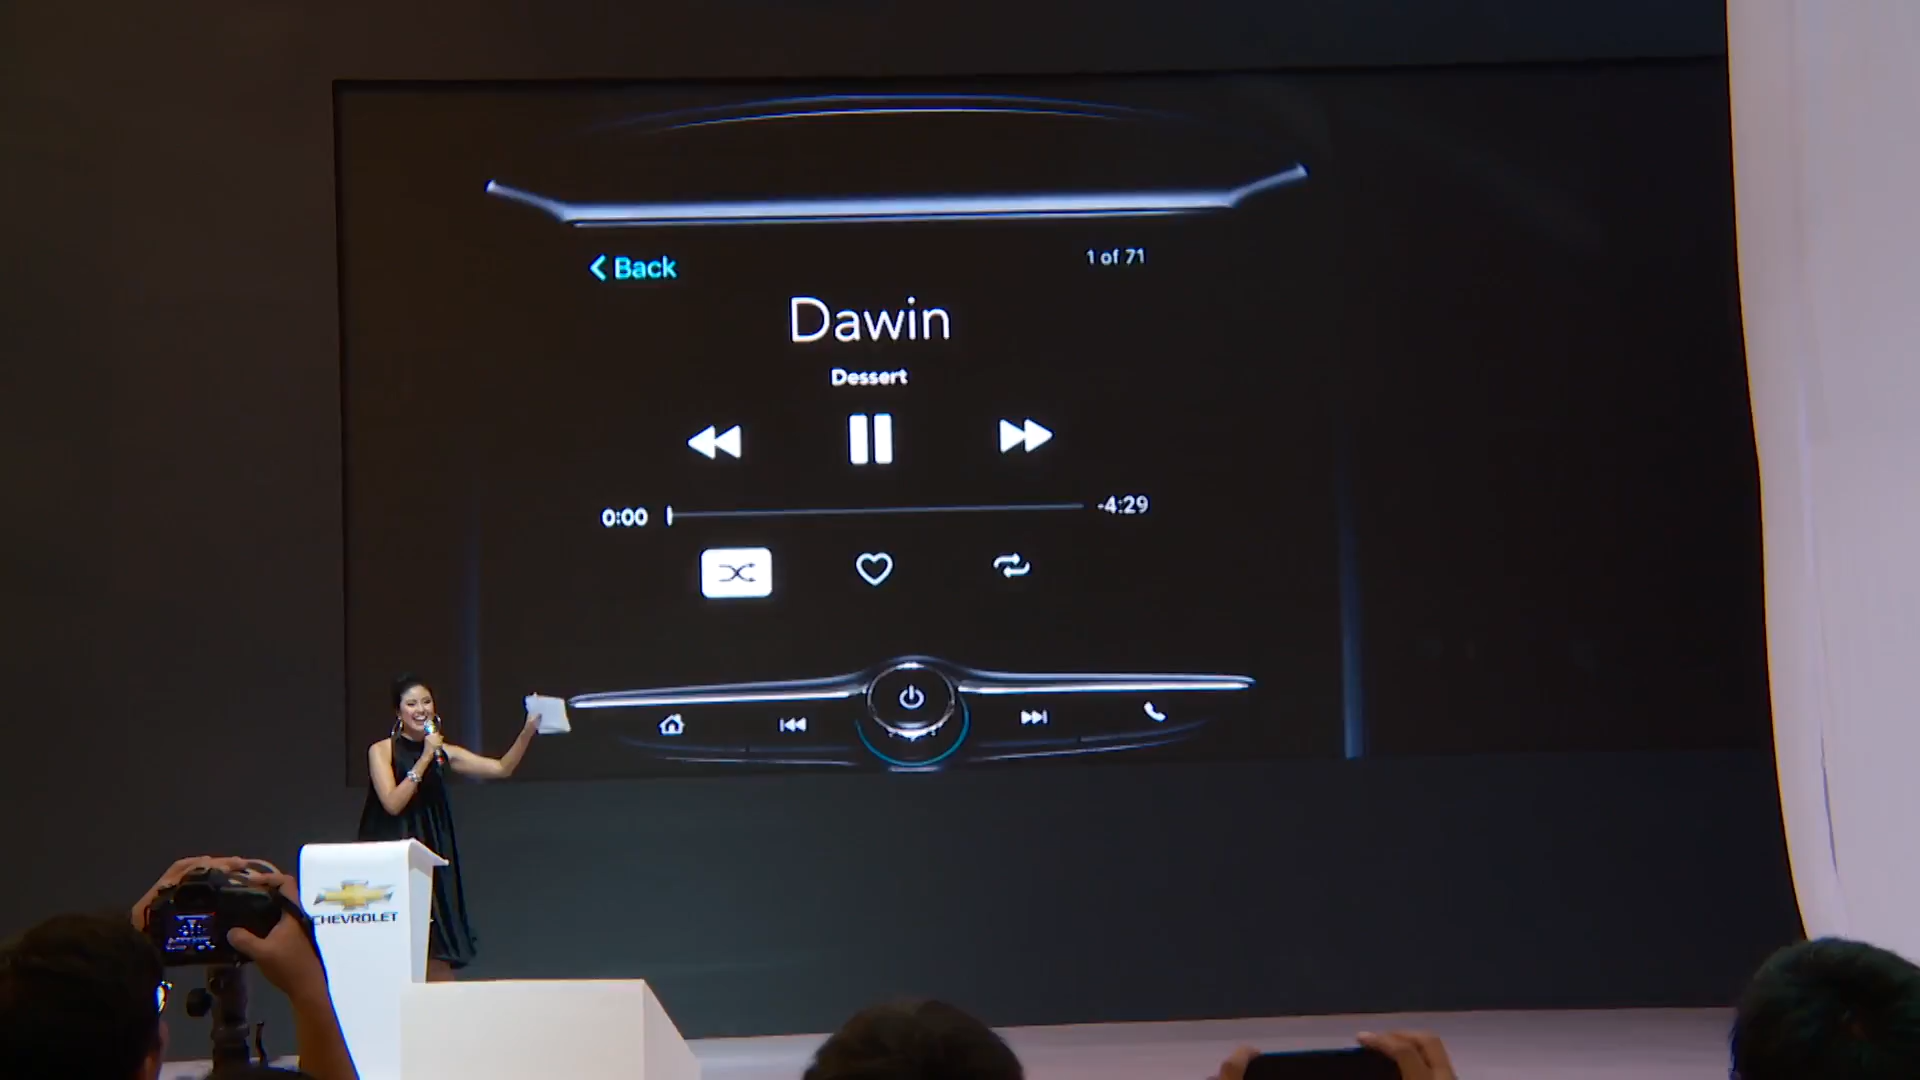 Back
1 of 71
Dawin
Dessert
0:00
-4:29
CHEVROLET